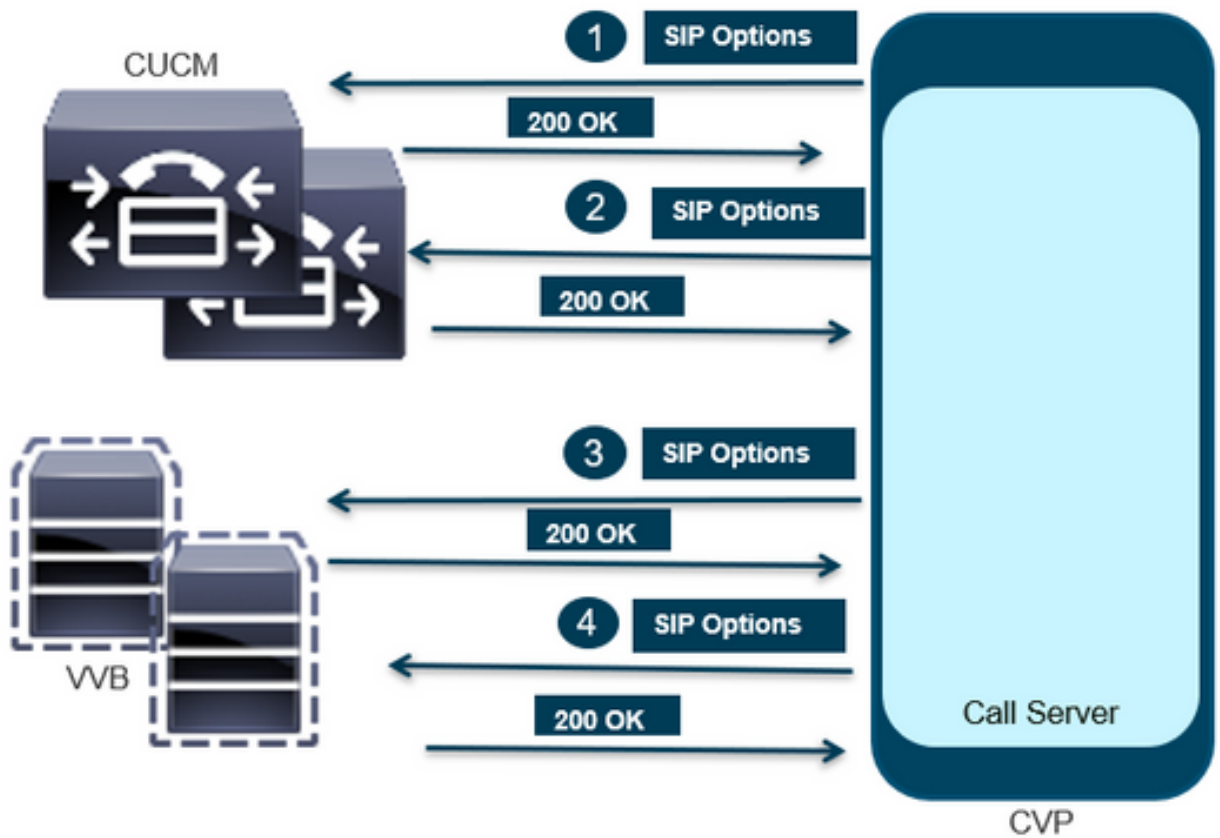 CUCM
1 SIP Options
200 OK
2 SIP Options
200 OK
3 SIP Options
200 OK
4 SIP Options
200 OK
VVB
Call Server
CVP